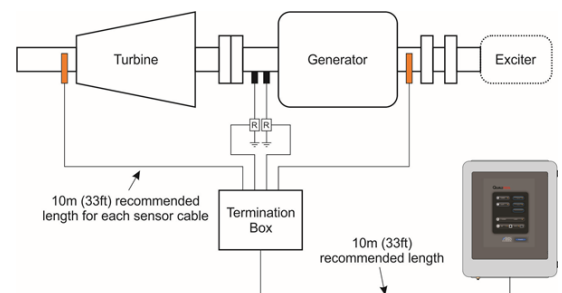 Turbine
Generator
Exciter
R R
10m (33ft) recommended
length for each sensor cable
Termination
Box
10m (33ft)
recommended length